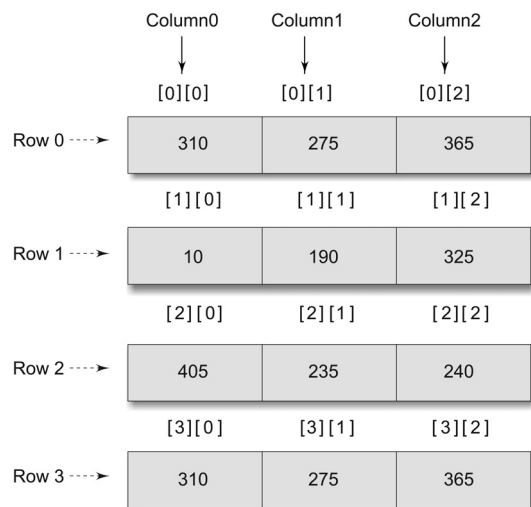 Column0 Column1 Column2
[0][0] [0][1] [0][2]
Row 0 310 275 365
[1][0] [1][1] [1][2]
Row 1 10 190 325
[2][0] [2][1] [2][2]
Row 2 405 235 240
[3][0] [3][1] [3][2]
Row 3 310 275 365